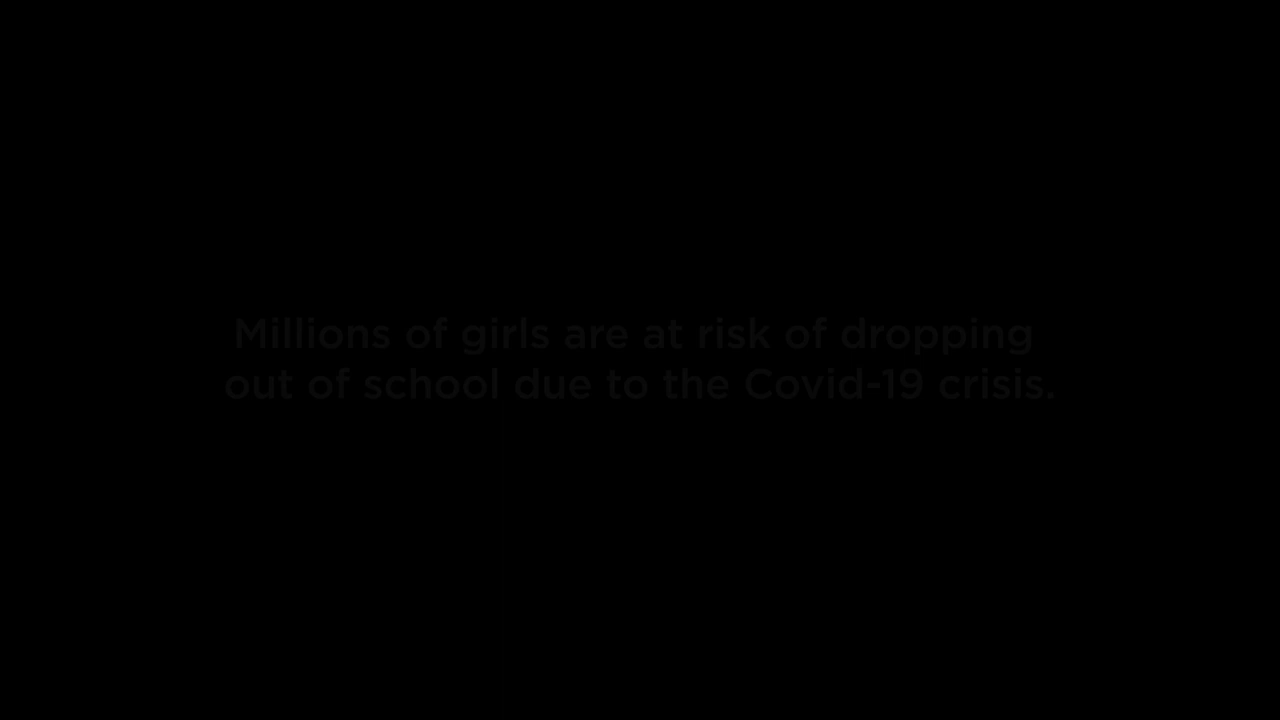 Millions of girls are at risk of dropping
out of school due to the Covid-19 crisis.